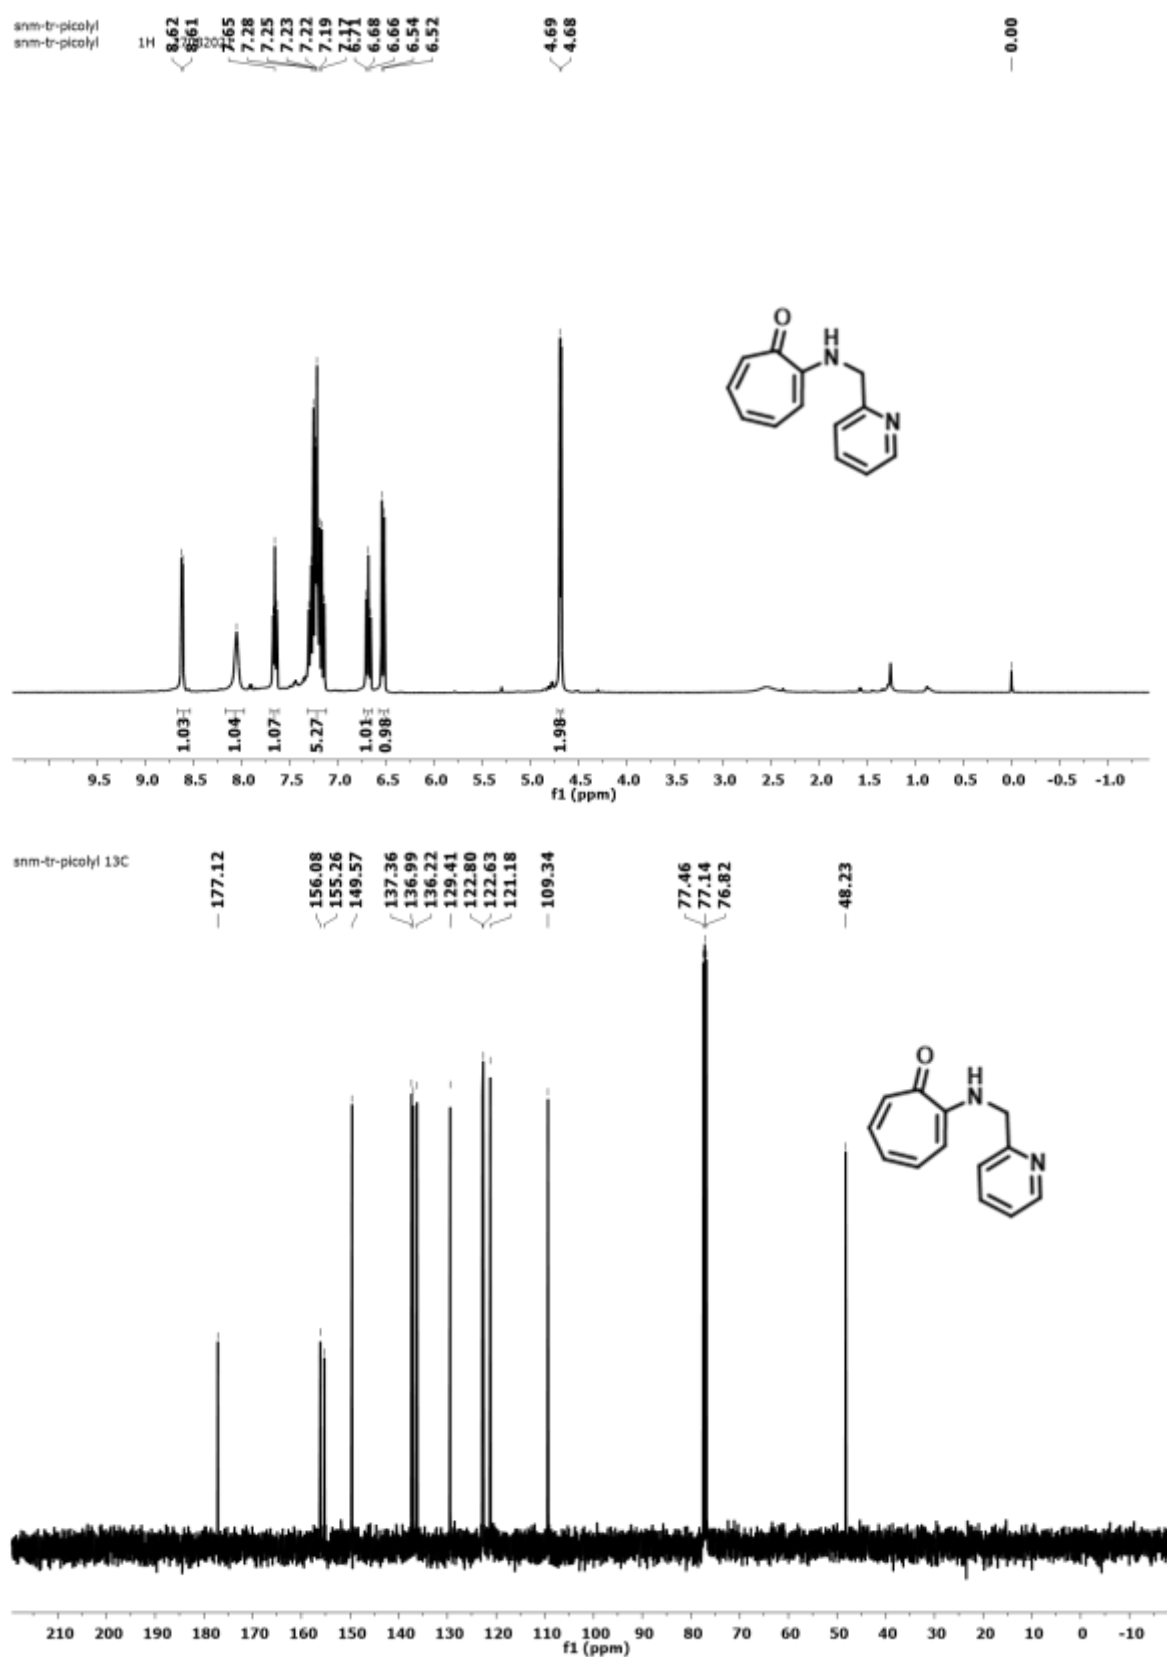 snm-tr-picolyl
snm-tr-picolyl 1H
8.62 8.61 7.65 7.28 7.25 7.23 7.22 7.19 7.17 6.71 6.68 6.66 6.54 6.52 4.69 4.68 0.00
O
H
N
N
1.03 1.04 1.07 5.27 1.01 0.98 1.98
9.5 9.0 8.5 8.0 7.5 7.0 6.5 6.0 5.5 5.0 4.5 4.0 3.5 3.0 2.5 2.0 1.5 1.0 0.5 0.0 -0.5 -1.0
f1 (ppm)
snm-tr-picolyl 13C
177.12 156.08 155.26 149.57 137.36 136.99 136.22 129.41 122.80 122.63 121.18 109.34 77.46 77.14 76.82 48.23
O
H
N
N
210 200 190 180 170 160 150 140 130 120 110 100 90 80 70 60 50 40 30 20 10 0 -10
f1 (ppm)